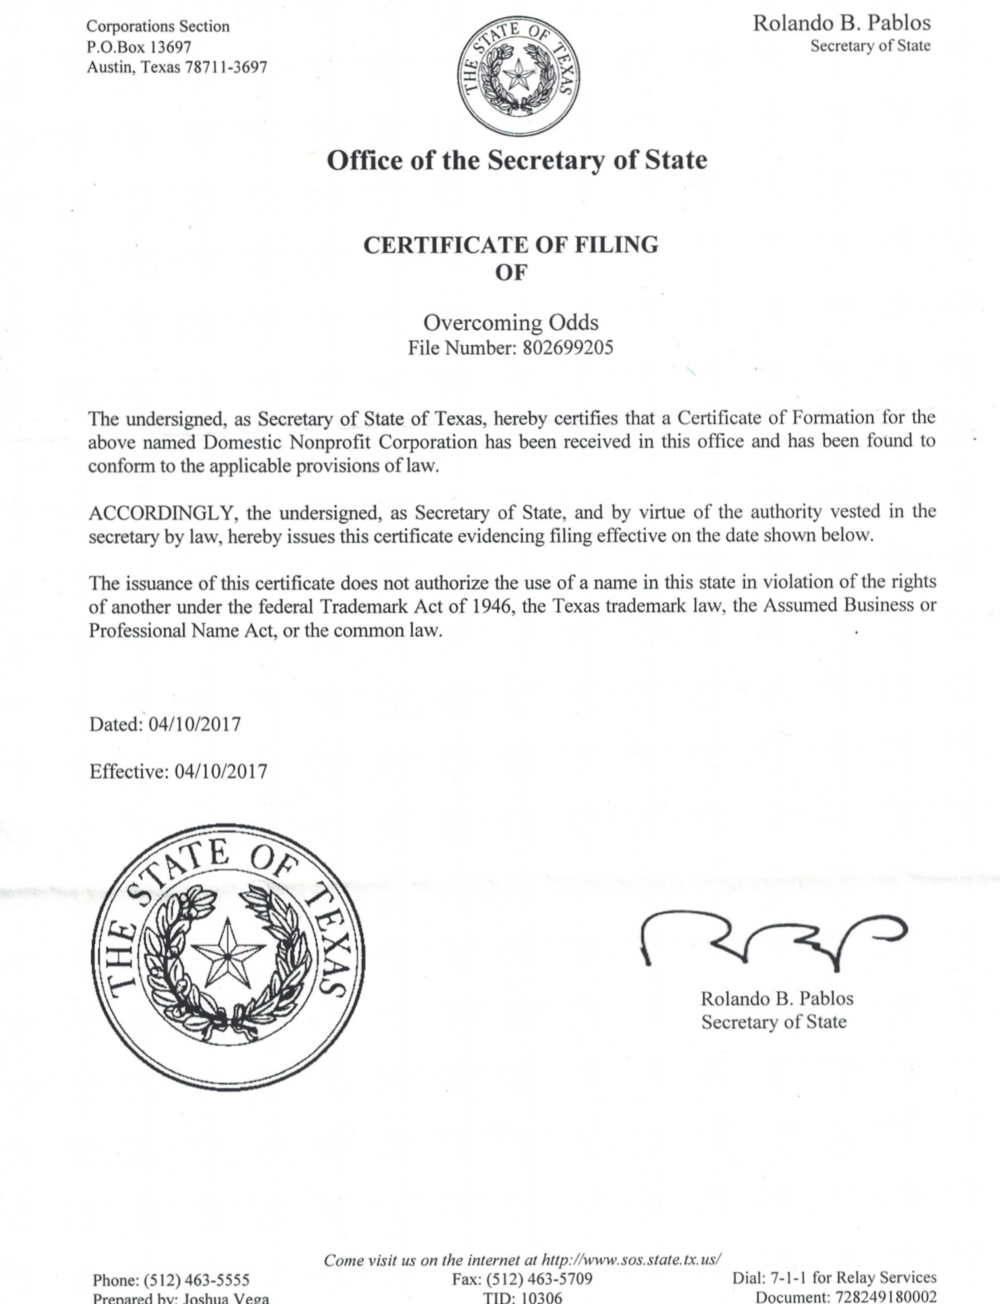 Corporations Section
P.O.Box 13697
Austin, Texas 78711-3697
THE STATE OF TEXAS
Rolando B. Pablos
Secretary of State
Office of the Secretary of State
CERTIFICATE OF FILING
OF
Overcoming Odds
File Number: 802699205
The undersigned, as Secretary of State of Texas, hereby certifies that a Certificate of Formation for the
above named Domestic Nonprofit Corporation has been received in this office and has been found to
conform to the applicable provisions of law.
ACCORDINGLY, the undersigned, as Secretary of State, and by virtue of the authority vested in the
secretary by law, hereby issues this certificate evidencing filing effective on the date shown below.
The issuance of this certificate does not authorize the use of a name in this state in violation of the rights
of another under the federal Trademark Act of 1946, the Texas trademark law, the Assumed Business or
Professional Name Act, or the common law.
Dated: 04/10/2017
Effective: 04/10/2017
THE STATE OF TEXAS
Rolando B. Pablos
Secretary of State
Come visit us on the internet at http://www.sos.state.tx.us/
Phone: (512) 463-5555
Fax: (512) 463-5709
Dial: 7-1-1 for Relay Services
Prepared by: Joshua Vega
TID: 10306
Document: 728249180002